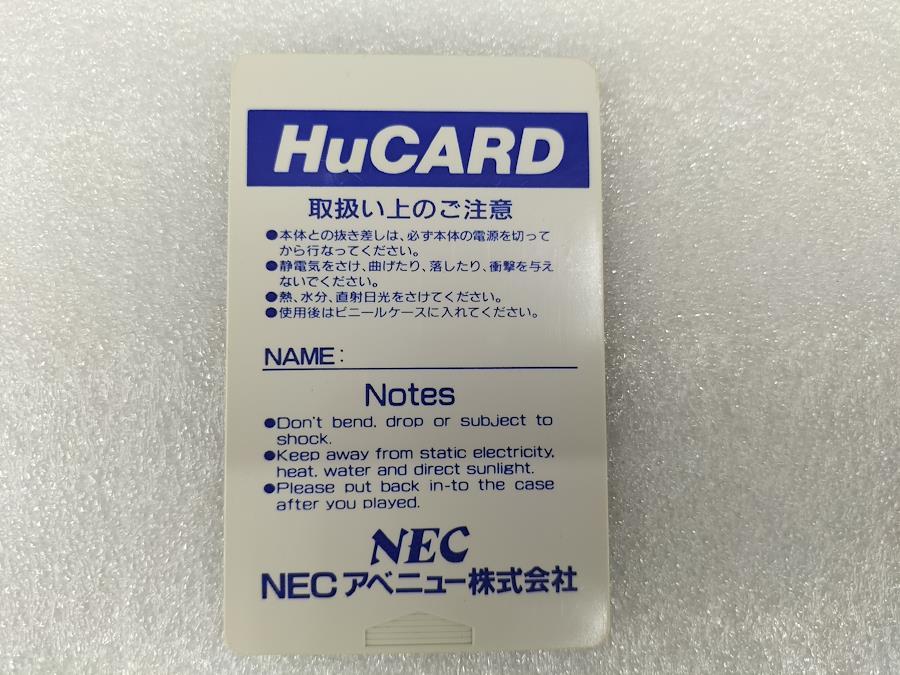 HuCARD
取扱い上のご注意
●本体との抜き差しは、必ず本体の電源を切って
から行なってください。
●静電気をさけ、曲げたり、落したり、衝撃を与え
ないでください。
●熱、水分、直射日光をさけてください。
●使用後はビニールケースに入れてください。
NAME:
Notes
●Don't bend, drop or subject to
shock.
●Keep away from static electricity,
heat, water and direct sunlight.
●Please put back in-to the case
after you played.
NEC
NECアベニュー株式会社